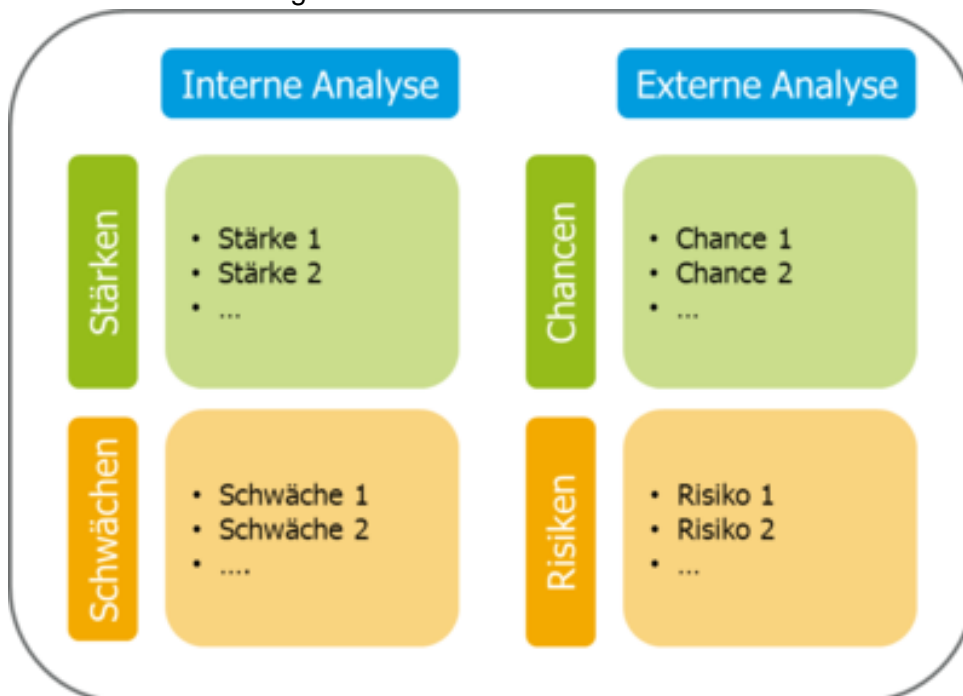 Interne Analyse
Externe Analyse
Stärken
• Stärke 1
• Stärke 2
• ...
Chancen
• Chance 1
• Chance 2
• ...
Schwächen
• Schwäche 1
• Schwäche 2
• ....
Risiken
• Risiko 1
• Risiko 2
• ...